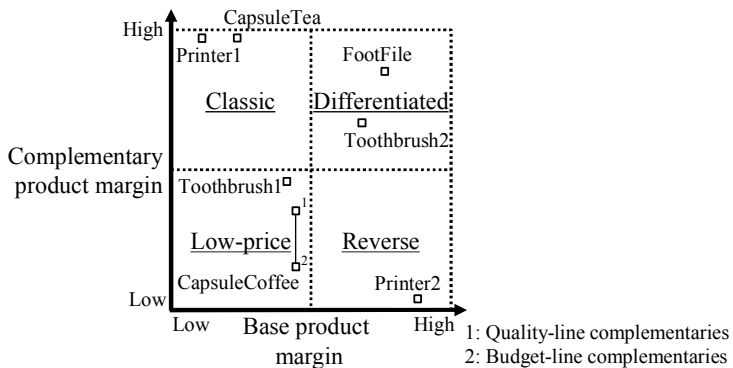 CapsuleTea
High
Printer1
FootFile
Classic
Differentiated
Toothbrush2
Complementary
product margin
Toothbrush1
1
Low-price
Reverse
2
CapsuleCoffee
Printer2
Low
Low
Base product
margin
High
1: Quality-line complementaries
2: Budget-line complementaries